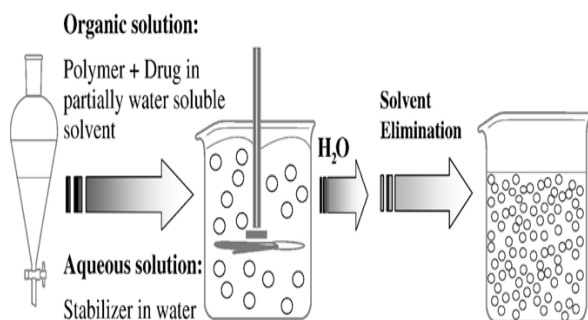 Organic solution:
Polymer + Drug in
partially water soluble
solvent
Aqueous solution:
Stabilizer in water
H₂O
Solvent
Elimination